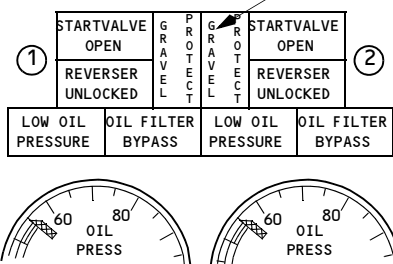 STARTVALVE
OPEN
GRAVEL
PROTECT
GRAVEL
PROTECT
STARTVALVE
OPEN
1
REVERSER
UNLOCKED
REVERSER
UNLOCKED
2
LOW OIL
PRESSURE
OIL FILTER
BYPASS
LOW OIL
PRESSURE
OIL FILTER
BYPASS
60
80
OIL
PRESS
60
80
OIL
PRESS